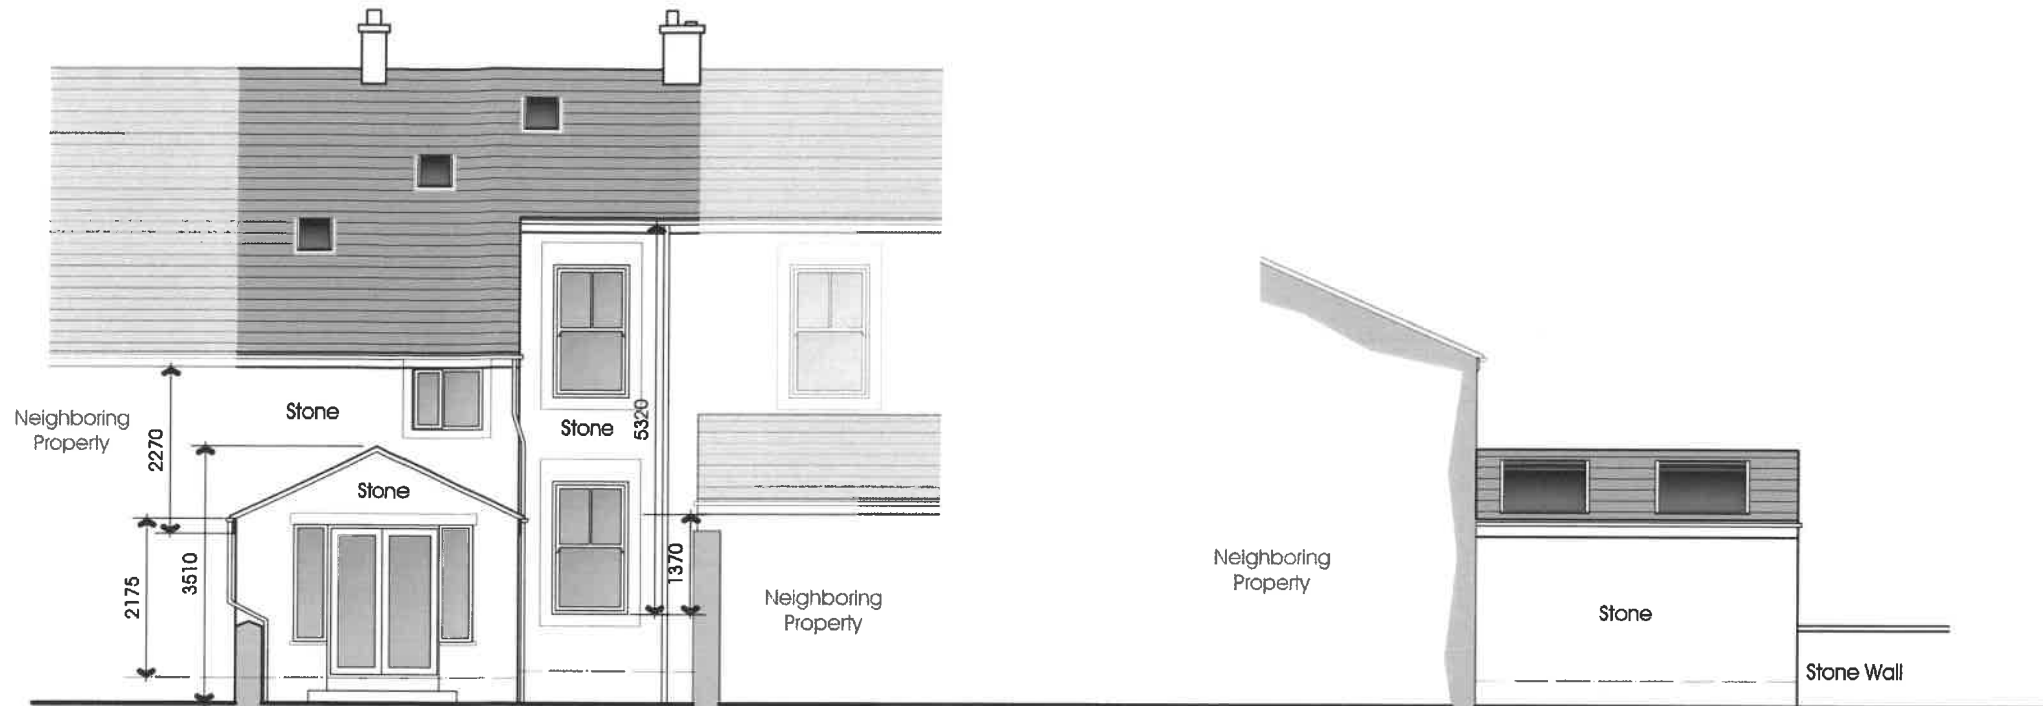 Neighboring
Property
2270
Stone
Stone
5320
Stone
2175
3510
1370
Neighboring
Property
Neighboring
Property
Stone
Stone Wall